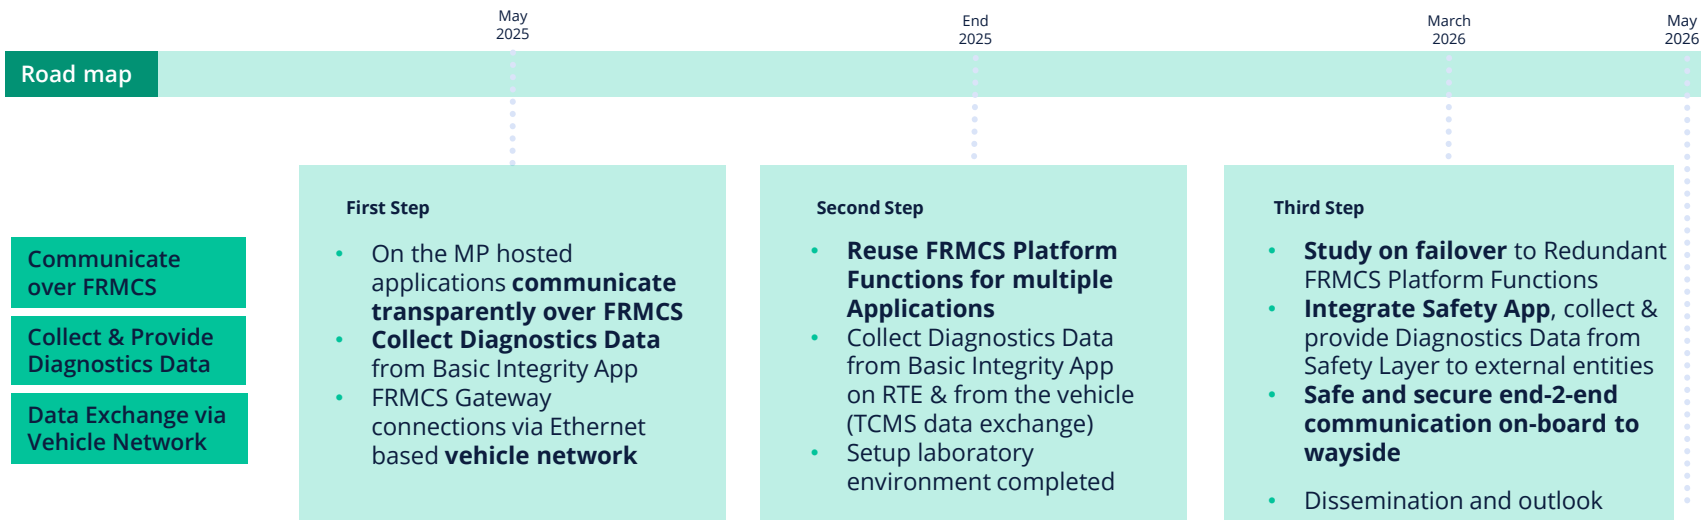 May
2025
End
2025
March
2026
May
2026
Road map
Communicate
over FRMCS
Collect & Provide
Diagnostics Data
Data Exchange via
Vehicle Network
First Step
• On the MP hosted
applications communicate
transparently over FRMCS
• Collect Diagnostics Data
from Basic Integrity App
• FRMCS Gateway
connections via Ethernet
based vehicle network
Second Step
• Reuse FRMCS Platform
Functions for multiple
Applications
• Collect Diagnostics Data
from Basic Integrity App
on RTE & from the vehicle
(TCMS data exchange)
• Setup laboratory
environment completed
Third Step
• Study on failover to Redundant
FRMCS Platform Functions
• Integrate Safety App, collect &
provide Diagnostics Data from
Safety Layer to external entities
• Safe and secure end-2-end
communication on-board to
wayside
• Dissemination and outlook